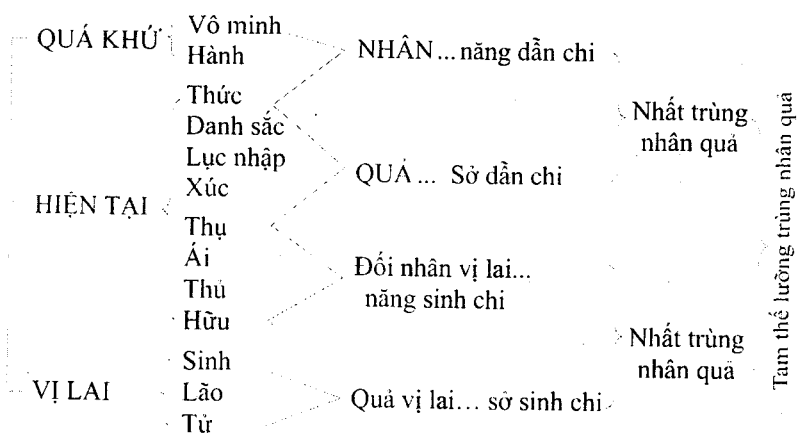 QUÁ KHỨ
Vô minh
Hành
NHÂN ... năng dẫn chi
Thức
Danh sắc
Lục nhập
Xúc
Nhất trùng
nhân quả
QUẢ ... Sở dẫn chi
HIỆN TẠI
Thụ
Ái
Thủ
Hữu
Đối nhân vị lai...
năng sinh chi
Nhất trùng
nhân quả
VỊ LAI
Sinh
Lão
Tử
Quả vị lai... sở sinh chi
Tam thế lưỡng trùng nhân quả